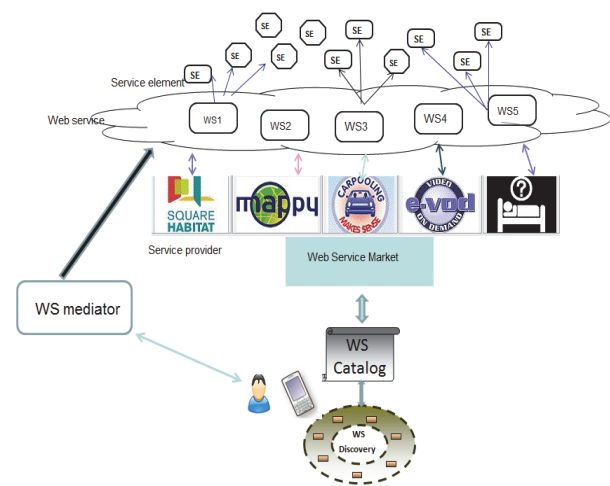 SE
SE
SE
SE
SE
SE
SE
SE
SE
SE
SE
Service element
Web service
WS1
WS2
WS3
WS4
WS5
SQUARE
HABITAT
mappy
CARPOOLING
MAKES SENSE
VIDEO
e-vod
ON DEMAND
?
Service provider
Web Service Market
WS mediator
WS
Catalog
WS
Discovery